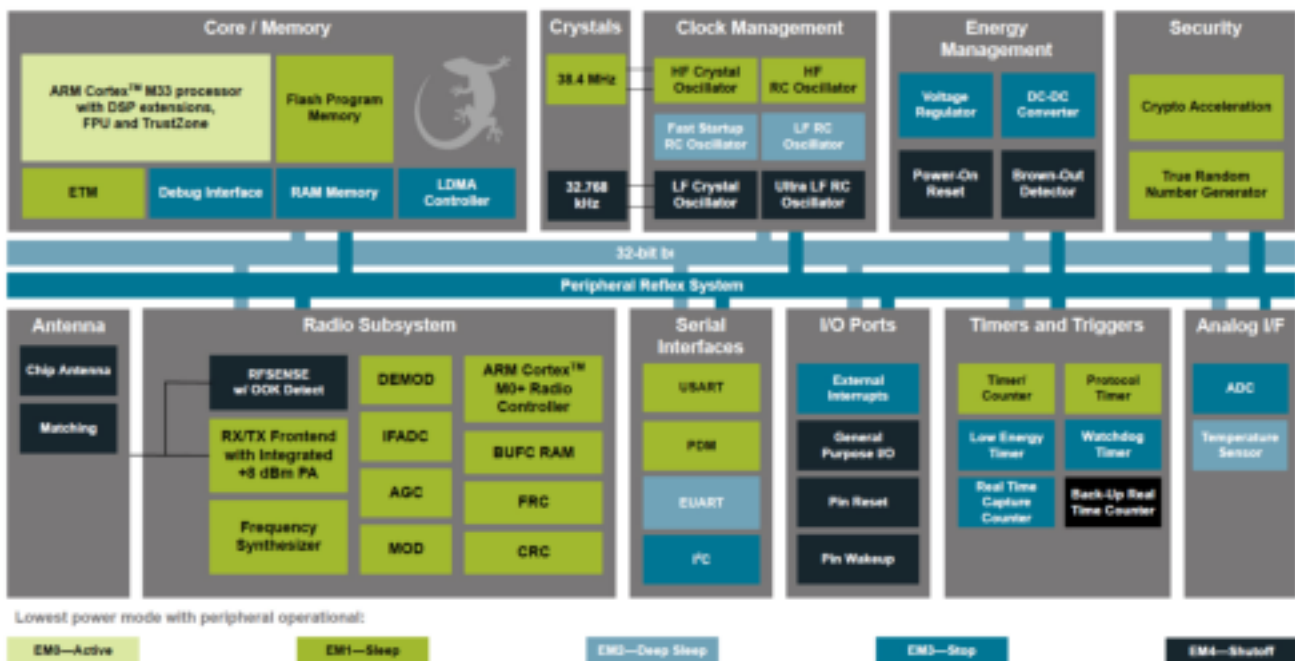 Core / Memory
ARM Cortex™ M33 processor
with DSP extensions,
FPU and TrustZone
Flash Program
Memory
ETM
Debug Interface
RAM Memory
LDMA
Controller
Crystals
38.4 MHz
32.768
kHz
Clock Management
HF Crystal
Oscillator
HF
RC Oscillator
Fast Startup
RC Oscillator
LF RC
Oscillator
LF Crystal
Oscillator
Ultra LF RC
Oscillator
Energy
Management
Voltage
Regulator
DC-DC
Converter
Power-On
Reset
Brown-Out
Detector
Security
Crypto Acceleration
True Random
Number Generator
32-bit
Peripheral Reflex System
Antenna
Chip Antenna
Matching
Radio Subsystem
RFSENSE
w/ OOK Detect
RX/TX Frontend
with Integrated
+8 dBm PA
Frequency
Synthesizer
DEMOD
IFADC
AGC
MOD
ARM Cortex™
M0+ Radio
Controller
BUFC RAM
FRC
CRC
Serial
Interfaces
USART
PDM
EUART
I²C
I/O Ports
External
Interrupts
General
Purpose I/O
Pin Reset
Pin Wakeup
Timers and Triggers
Timer/
Counter
Protocol
Timer
Low Energy
Timer
Watchdog
Timer
Real Time
Capture
Counter
Back-Up Real
Time Counter
Analog I/F
ADC
Temperature
Sensor
Lowest power mode with peripheral operational:
EM0—Active
EM1—Sleep
EM2—Deep Sleep
EM3—Stop
EM4—Shutoff